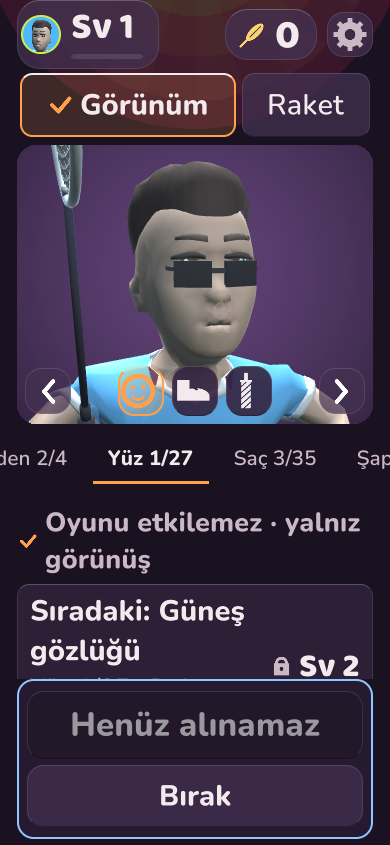 Sv 1
0
Görünüm
Raket
den 2/4
Yüz 1/27
Saç 3/35
Şap
Oyunu etkilemez · yalnız
görünüş
Sıradaki: Güneş
gözlüğü
Sv 2
Henüz alınamaz
Bırak